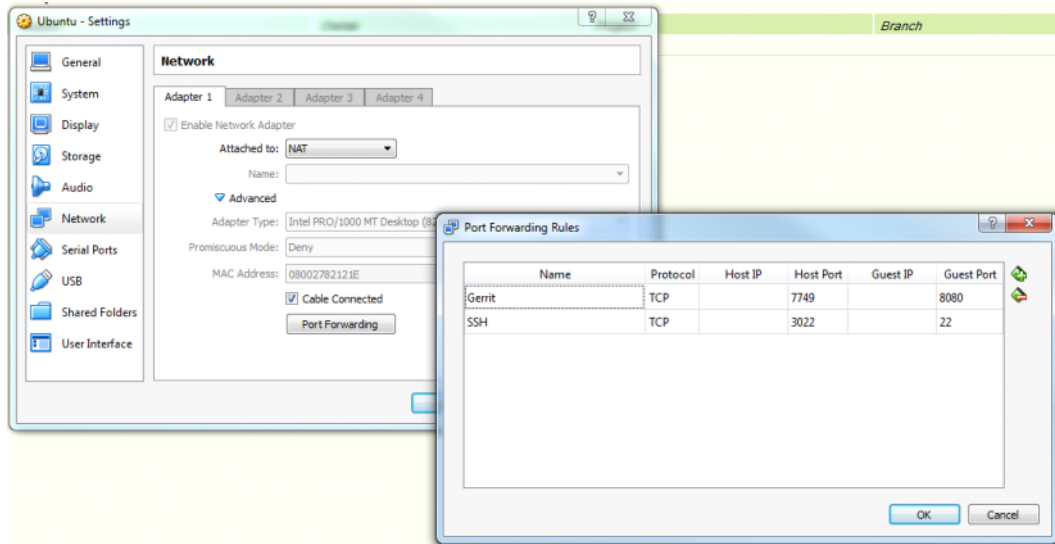 Ubuntu - Settings
Branch
General
System
Display
Storage
Audio
Network
Serial Ports
USB
Shared Folders
User Interface
Network
Adapter 1 Adapter 2 Adapter 3 Adapter 4
Enable Network Adapter
Attached to: NAT
Name:
Advanced
Adapter Type: Intel PRO/1000 MT Desktop (82
Promiscuous Mode: Deny
MAC Address: 08002782121E
Cable Connected
Port Forwarding
Port Forwarding Rules
Name Protocol Host IP Host Port Guest IP Guest Port
Gerrit TCP 7749 8080
SSH TCP 3022 22
OK Cancel